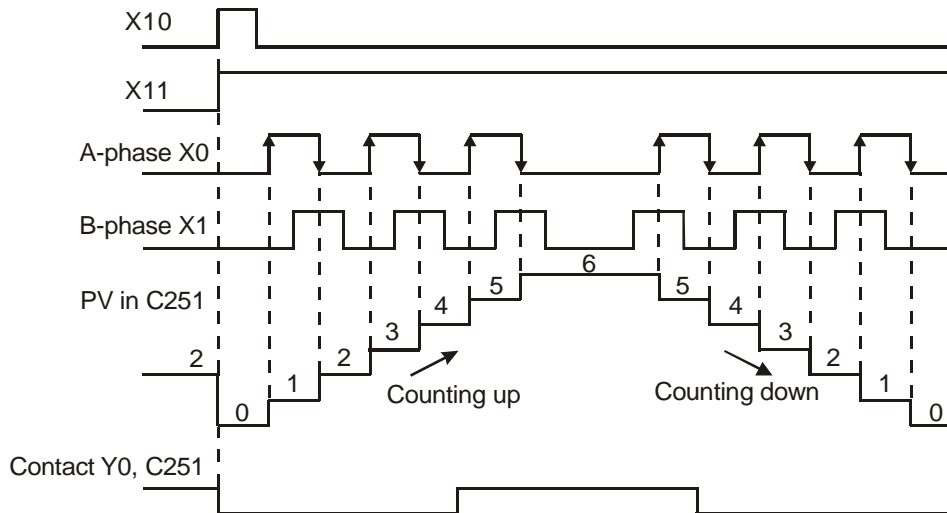 X10
X11
A-phase X0
B-phase X1
6
5 5
PV in C251
4 4
3 3
2 2 2
Counting up Counting down
1 1
0 0
Contact Y0, C251